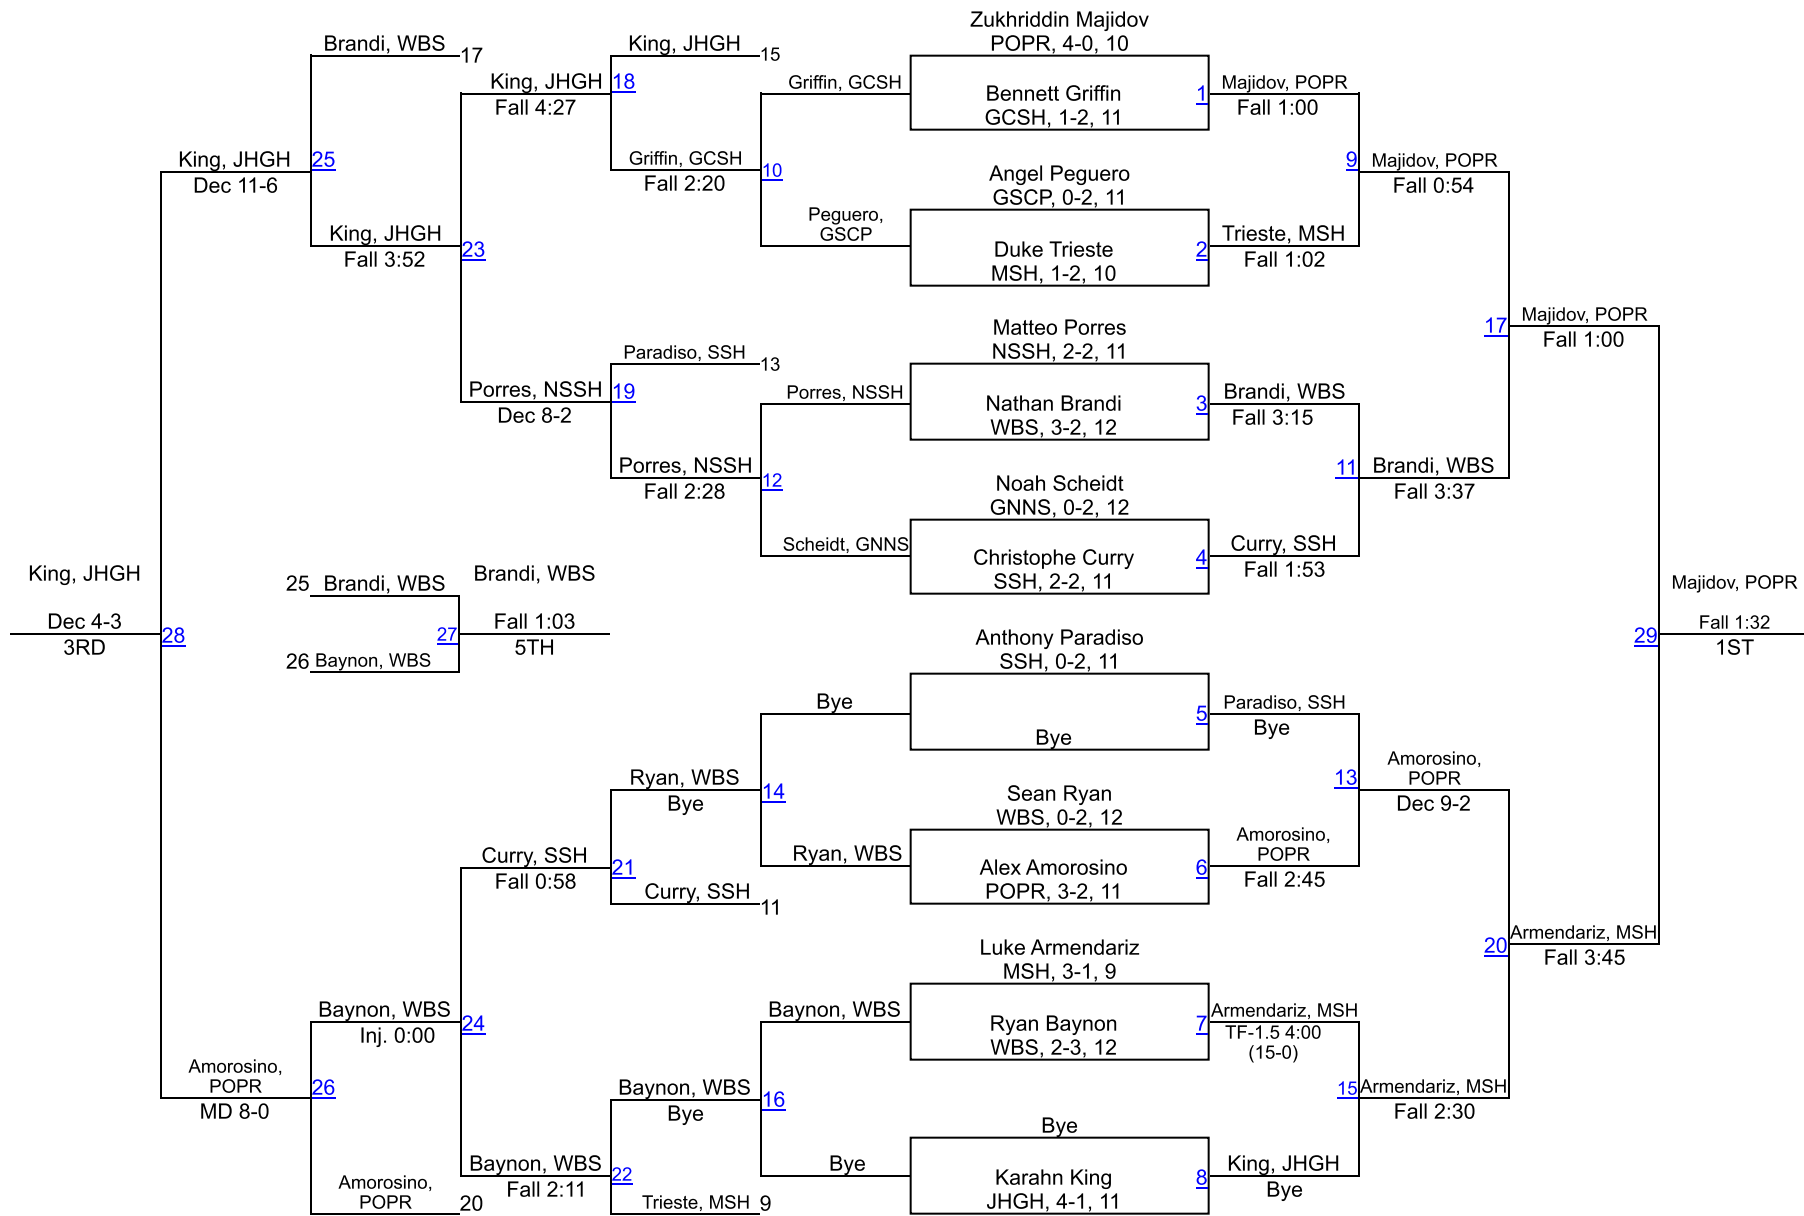 Zukhriddin Majidov
POPR, 4-0, 10
Bennett Griffin
GCSH, 1-2, 11
1
Angel Peguero
GSCP, 0-2, 11
Duke Trieste
MSH, 1-2, 10
2
Matteo Porres
NSSH, 2-2, 11
Nathan Brandi
WBS, 3-2, 12
3
Noah Scheidt
GNNS, 0-2, 12
Christophe Curry
SSH, 2-2, 11
4
Anthony Paradiso
SSH, 0-2, 11
Bye
5
Sean Ryan
WBS, 0-2, 12
Alex Amorosino
POPR, 3-2, 11
6
Luke Armendariz
MSH, 3-1, 9
Ryan Baynon
WBS, 2-3, 12
7
Bye
Karahn King
JHGH, 4-1, 11
8
Majidov, POPR
Fall 1:00
9
Trieste, MSH
Fall 1:02
Brandi, WBS
Fall 3:15
11
Curry, SSH
Fall 1:53
Paradiso, SSH
Bye
13
Amorosino,
POPR
Fall 2:45
Armendariz, MSH
TF-1.5 4:00
(15-0)
15
King, JHGH
Bye
Majidov, POPR
Fall 0:54
17
Brandi, WBS
Fall 3:37
Amorosino,
POPR
Dec 9-2
20
Armendariz, MSH
Fall 2:30
Majidov, POPR
Fall 1:00
29
Armendariz, MSH
Fall 3:45
Majidov, POPR
Fall 1:32
1ST
Griffin, GCSH
10
Peguero,
GSCP
Porres, NSSH
12
Scheidt, GNNS
Bye
14
Ryan, WBS
Baynon, WBS
16
Bye
King, JHGH
15
18
Griffin, GCSH
Fall 2:20
Paradiso, SSH
13
19
Porres, NSSH
Fall 2:28
Ryan, WBS
Bye
21
Curry, SSH
11
Baynon, WBS
Bye
22
Trieste, MSH
9
King, JHGH
Fall 4:27
23
Porres, NSSH
Dec 8-2
Curry, SSH
Fall 0:58
24
Baynon, WBS
Fall 2:11
Brandi, WBS
17
25
King, JHGH
Fall 3:52
Baynon, WBS
Inj. 0:00
26
Amorosino,
POPR
20
King, JHGH
Dec 11-6
28
Amorosino,
POPR
MD 8-0
King, JHGH
Dec 4-3
3RD
25
Brandi, WBS
27
26
Baynon, WBS
Brandi, WBS
Fall 1:03
5TH